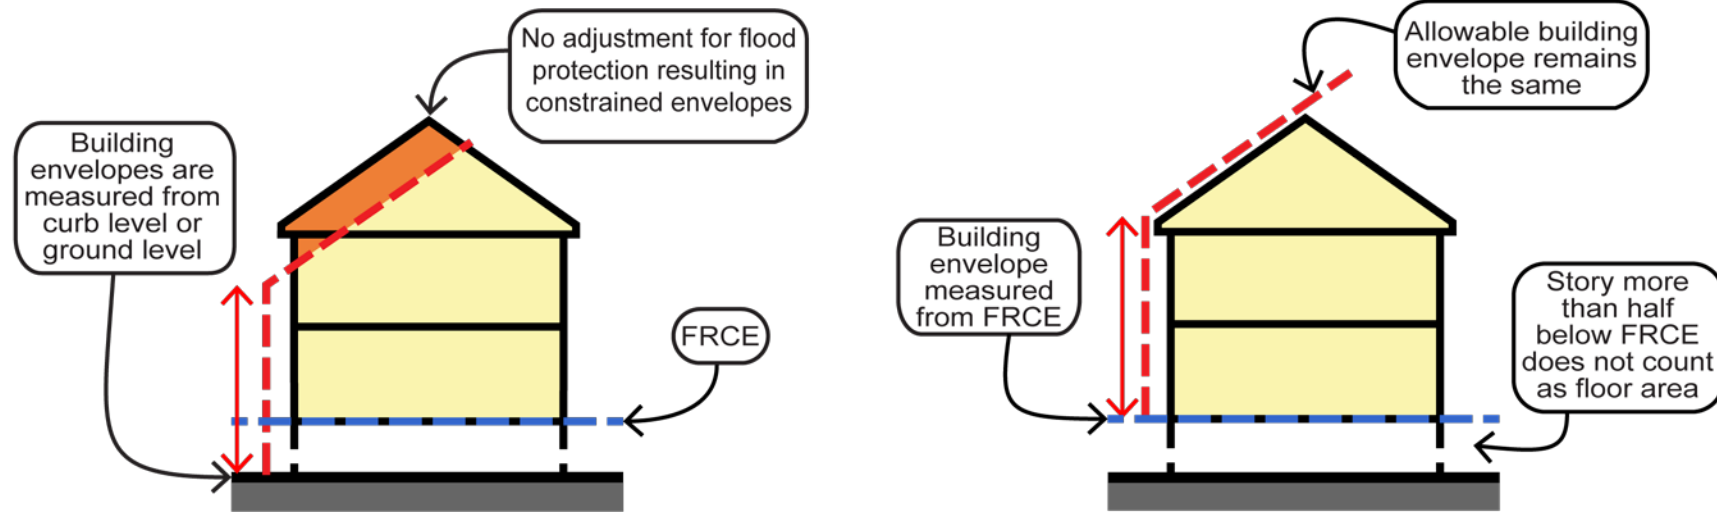 No adjustment for flood
protection resulting in
constrained envelopes
Building
envelopes are
measured from
curb level or
ground level
FRCE
Allowable building
envelope remains
the same
Building
envelope
measured
from FRCE
Story more
than half
below FRCE
does not count
as floor area